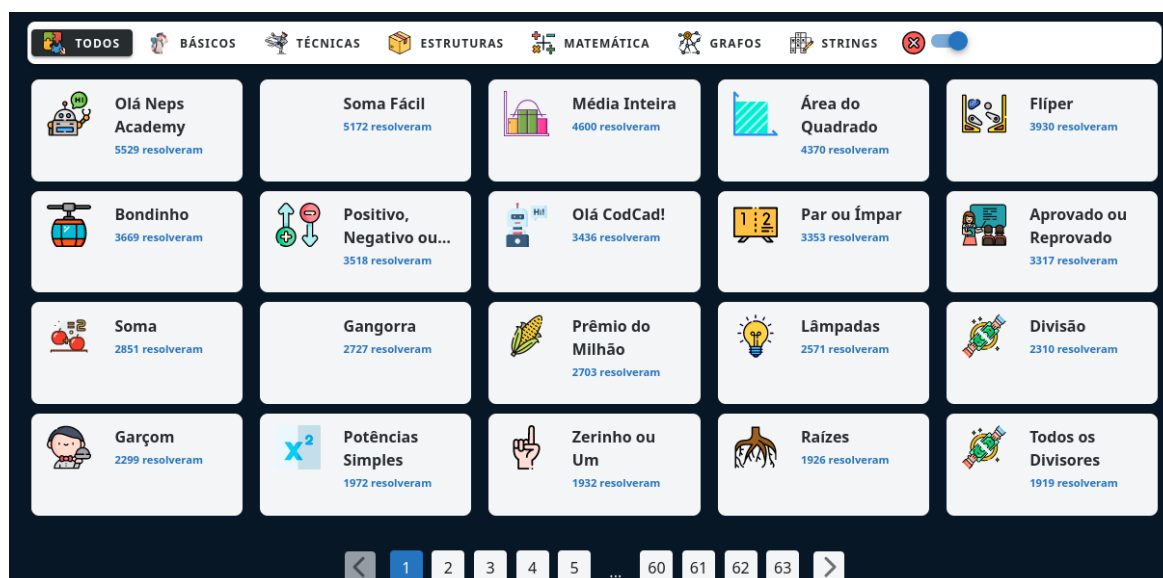 TODOS BÁSICOS TÉCNICAS ESTRUTURAS MATEMÁTICA GRAFOS STRINGS
Olá Neps
Academy
5529 resolveram
Soma Fácil
5172 resolveram
Média Inteira
4600 resolveram
Área do
Quadrado
4370 resolveram
Flíper
3930 resolveram
Bondinho
3669 resolveram
Positivo,
Negativo ou...
3518 resolveram
Hi!
Olá CodCad!
3436 resolveram
1 2
Par ou Ímpar
3353 resolveram
Aprovado ou
Reprovado
3317 resolveram
=2
Soma
2851 resolveram
Gangorra
2727 resolveram
Prêmio do
Milhão
2703 resolveram
Lâmpadas
2571 resolveram
Divisão
2310 resolveram
Garçom
2299 resolveram
x²
Potências
Simples
1972 resolveram
Zerinho ou
Um
1932 resolveram
Raízes
1926 resolveram
Todos os
Divisores
1919 resolveram
1 2 3 4 5 ... 60 61 62 63